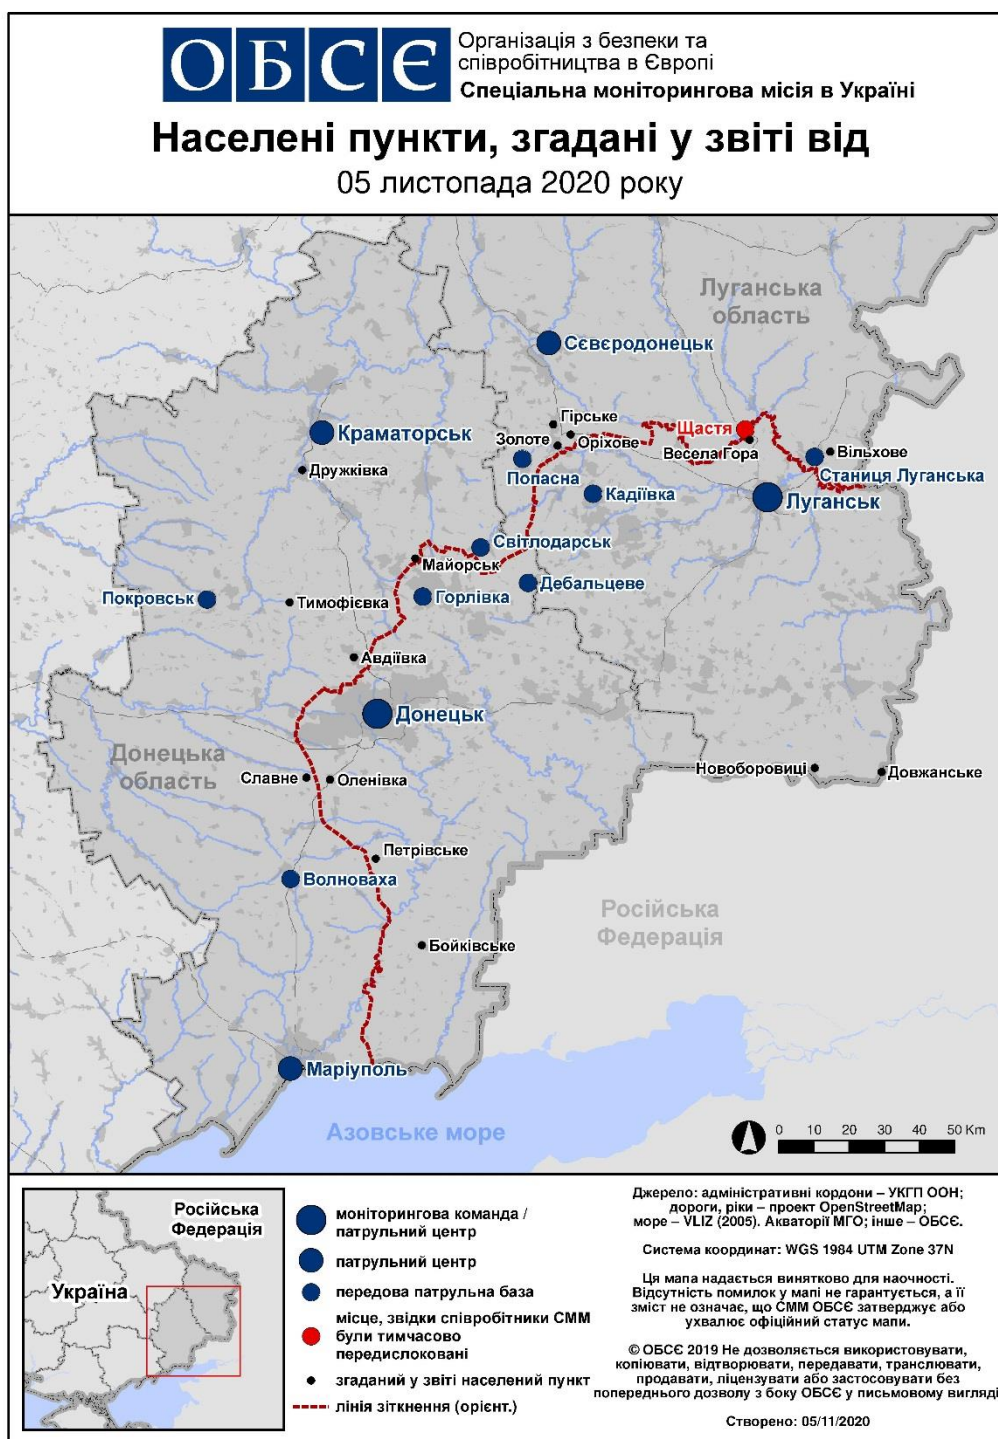 ОБСЄ
Організація з безпеки та
співробітництва в Європі
Спеціальна моніторингова місія в Україні
Населені пункти, згадані у звіті від
05 листопада 2020 року
Луганська
область
Сєвєродонецьк
Гірське
Щастя
Краматорськ
Золоте
Оріхове
Весела Гора
Вільхове
Дружківка
Попасна
Станиця Луганська
Кадіївка
Луганськ
Світлодарськ
Майорськ
Дебальцеве
Покровськ
Тимофієвка
Горлівка
Авдіївка
Донецьк
Донецька
область
Славне
Оленівка
Новоборовиці
Довжанське
Петрівське
Волноваха
Російська
Федерація
Бойківське
Маріуполь
Азовське море
0 10 20 30 40 50 Km
Російська
Федерація
Україна
моніторингова команда /
патрульний центр
патрульний центр
передова патрульна база
місце, звідки співробітники СММ
були тимчасово
передислоковані
згаданий у звіті населений пункт
лінія зіткнення (орієнт.)
Джерело: адміністративні кордони – УКГП ООН;
дороги, ріки – проект OpenStreetMap;
море – VLIZ (2005). Акваторії МГО; інше – ОБСЄ.
Система координат: WGS 1984 UTM Zone 37N
Ця мапа надається винятково для наочності.
Відсутність помилок у мапі не гарантується, а її
зміст не означає, що СММ ОБСЄ затверджує або
ухвалює офіційний статус мапи.
© ОБСЄ 2019 Не дозволяється використовувати,
копіювати, відтворювати, передавати, транслювати,
продавати, ліцензувати або застосовувати без
попереднього дозволу з боку ОБСЄ у письмовому вигляді
Створено: 05/11/2020